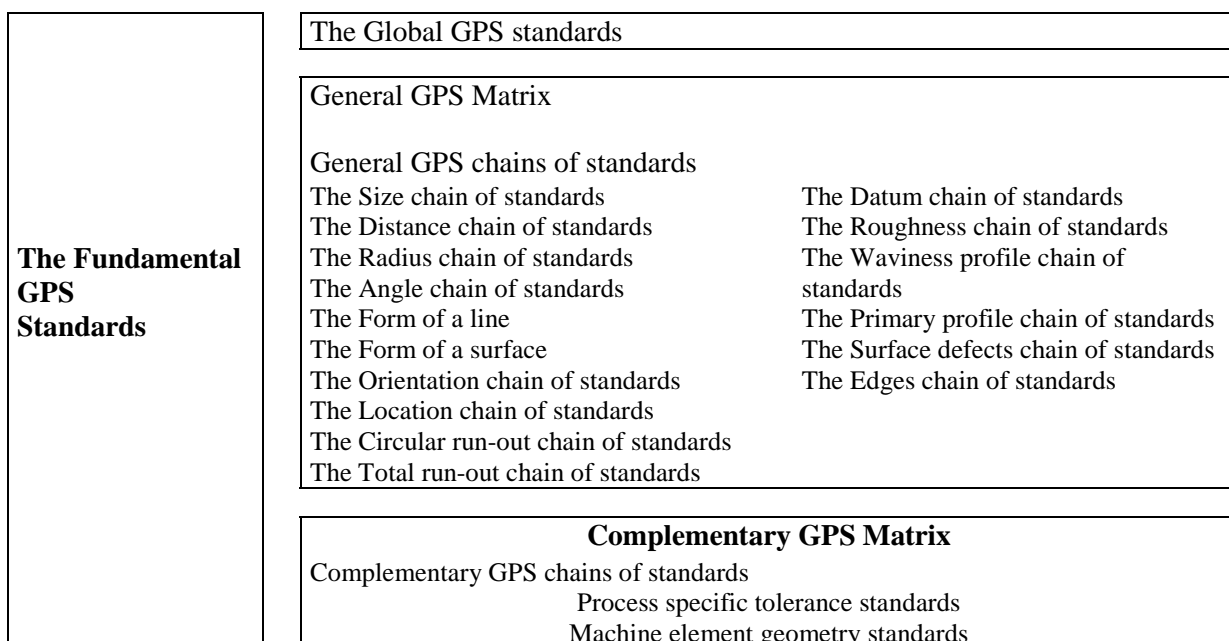 The Fundamental
GPS
Standards
The Global GPS standards
General GPS Matrix
General GPS chains of standards
The Size chain of standards
The Distance chain of standards
The Radius chain of standards
The Angle chain of standards
The Form of a line
The Form of a surface
The Orientation chain of standards
The Location chain of standards
The Circular run-out chain of standards
The Total run-out chain of standards
The Datum chain of standards
The Roughness chain of standards
The Waviness profile chain of
standards
The Primary profile chain of standards
The Surface defects chain of standards
The Edges chain of standards
Complementary GPS Matrix
Complementary GPS chains of standards
Process specific tolerance standards
Machine element geometry standards